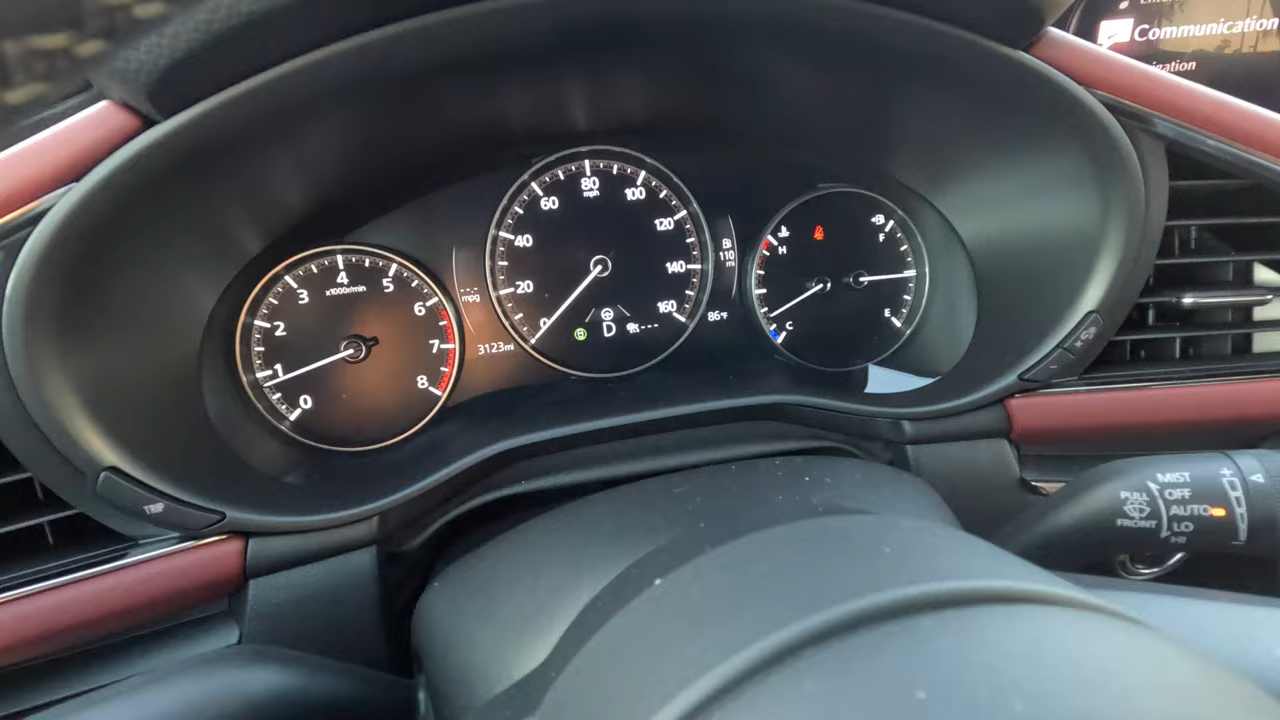 Communication
igation
80
mph
60
100
40
120
20
140
0
160
D
4
x1000r/min
3
5
2
6
1
7
0
8
--- mpg
3123mi
110
mi
86°F
H
F
C
E
TRIP
MIST
PULL
OFF
AUTO
FRONT
LO
HI